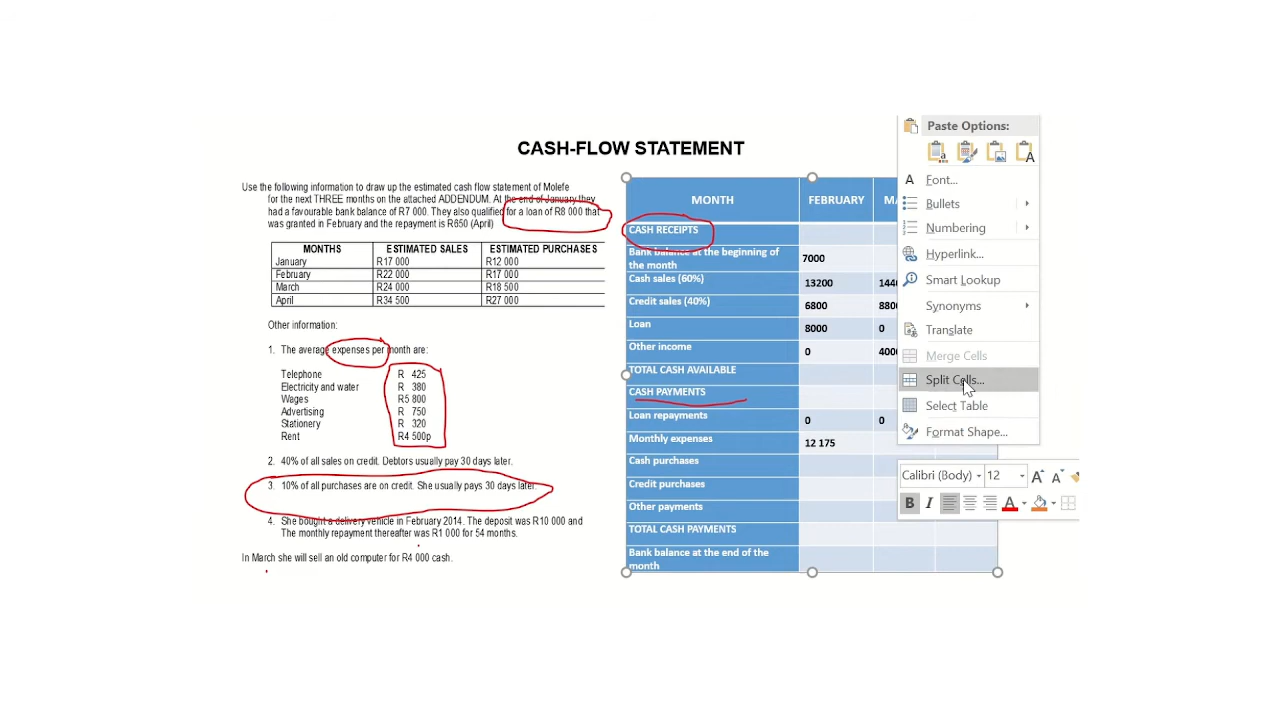 CASH-FLOW STATEMENT
Use the following information to draw up the estimated cash flow statement of Molefe
for the next THREE months on the attached ADDENDUM. At the end of January they
had a favourable bank balance of R7 000. They also qualified for a loan of R8 000 that
was granted in February and the repayment is R650 (April)
MONTHS ESTIMATED SALES ESTIMATED PURCHASES
January R17 000 R12 000
February R22 000 R17 000
March R24 000 R18 500
April R34 500 R27 000
Other information:
1. The average expenses per month are:
Telephone R 425
Electricity and water R 380
Wages R5 800
Advertising R 750
Stationery R 320
Rent R4 500p
2. 40% of all sales on credit. Debtors usually pay 30 days later.
3. 10% of all purchases are on credit. She usually pays 30 days later.
4. She bought a delivery vehicle in February 2014. The deposit was R10 000 and
The monthly repayment thereafter was R1 000 for 54 months.
In March she will sell an old computer for R4 000 cash.
MONTH FEBRUARY
CASH RECEIPTS
Bank balance at the beginning of
the month 7000
Cash sales (60%) 13200
Credit sales (40%) 6800
Loan 8000 0
Other income 0
TOTAL CASH AVAILABLE
CASH PAYMENTS
Loan repayments 0 0
Monthly expenses 12 175
Cash purchases
Credit purchases
Other payments
TOTAL CASH PAYMENTS
Bank balance at the end of the
month
Paste Options:
Font...
Bullets
Numbering
Hyperlink...
Smart Lookup
Synonyms
Translate
Merge Cells
Split Cells...
Select Table
Format Shape...
Calibri (Body) 12 A A
B I A